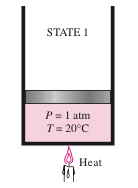 STATE 1
P = 1 atm
T = 20°C
Heat